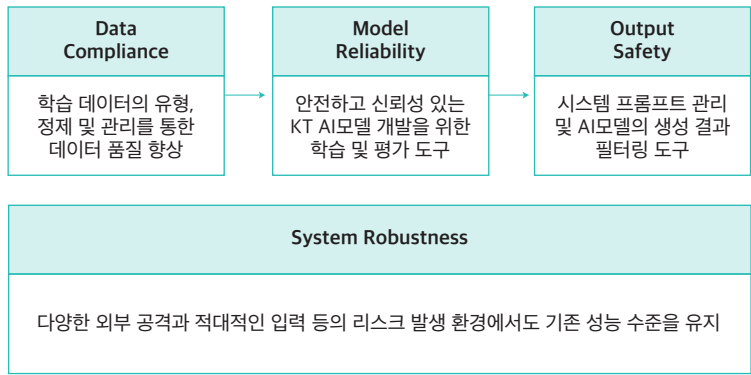 Data
Compliance
학습 데이터의 유형,
정제 및 관리를 통한
데이터 품질 향상
Model
Reliability
안전하고 신뢰성 있는
KT AI모델 개발을 위한
학습 및 평가 도구
Output
Safety
시스템 프롬프트 관리
및 AI모델의 생성 결과
필터링 도구
System Robustness
다양한 외부 공격과 적대적인 입력 등의 리스크 발생 환경에서도 기존 성능 수준을 유지